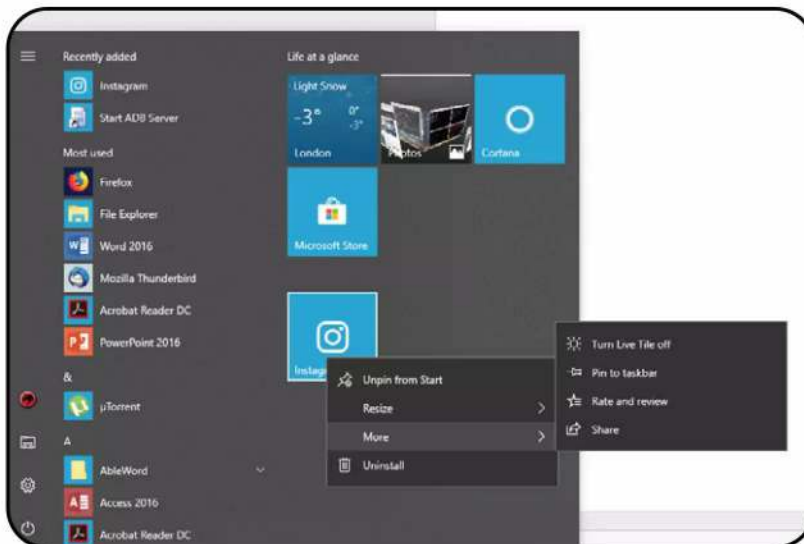 Recently added
Instagram
Start ADB Server
Most used
Firefox
File Explorer
Word 2016
Mozilla Thunderbird
Acrobat Reader DC
PowerPoint 2016
&
µTorrent
A
AbleWord
Access 2016
Acrobat Reader DC
Life at a glance
Light Snow
-3°
0°
-3°
London
Photos
Cortana
Microsoft Store
Unpin from Start
Resize
More
Uninstall
Turn Live Tile off
Pin to taskbar
Rate and review
Share